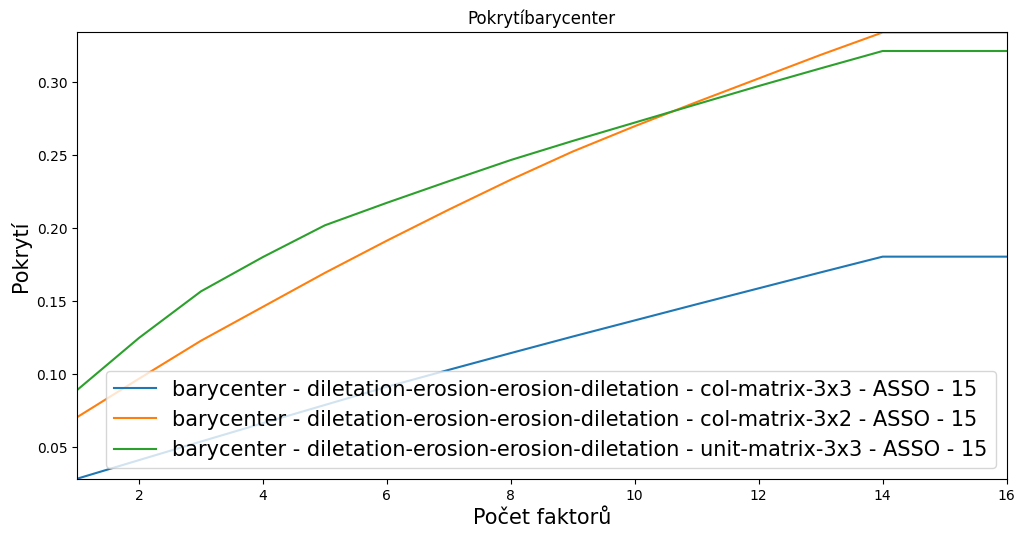 Pokrytíbarycenter
0.30
0.25
0.20
0.15
0.10
0.05
Pokrytí
barycenter - diletation-erosion-erosion-diletation - col-matrix-3x3 - ASSO - 15
barycenter - diletation-erosion-erosion-diletation - col-matrix-3x2 - ASSO - 15
barycenter - diletation-erosion-erosion-diletation - unit-matrix-3x3 - ASSO - 15
2 4 6 8 10 12 14 16
Počet faktorů